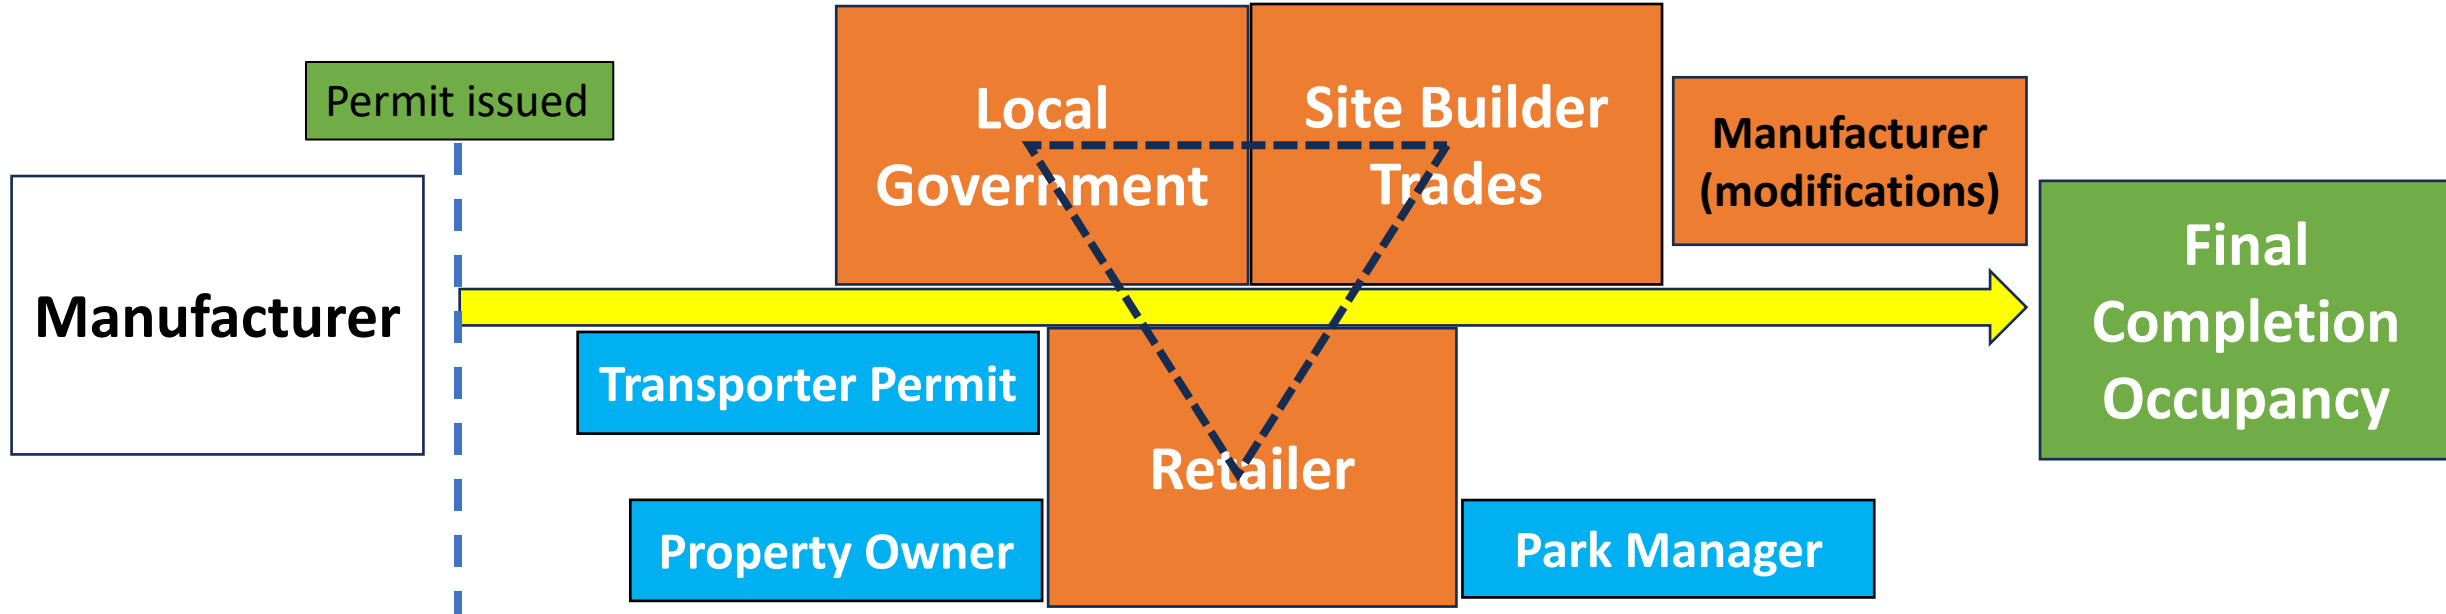 Permit issued
Manufacturer
Local
Government
Site Builder
Trades
Manufacturer
(modifications)
Transporter Permit
Retailer
Property Owner
Park Manager
Final
Completion
Occupancy